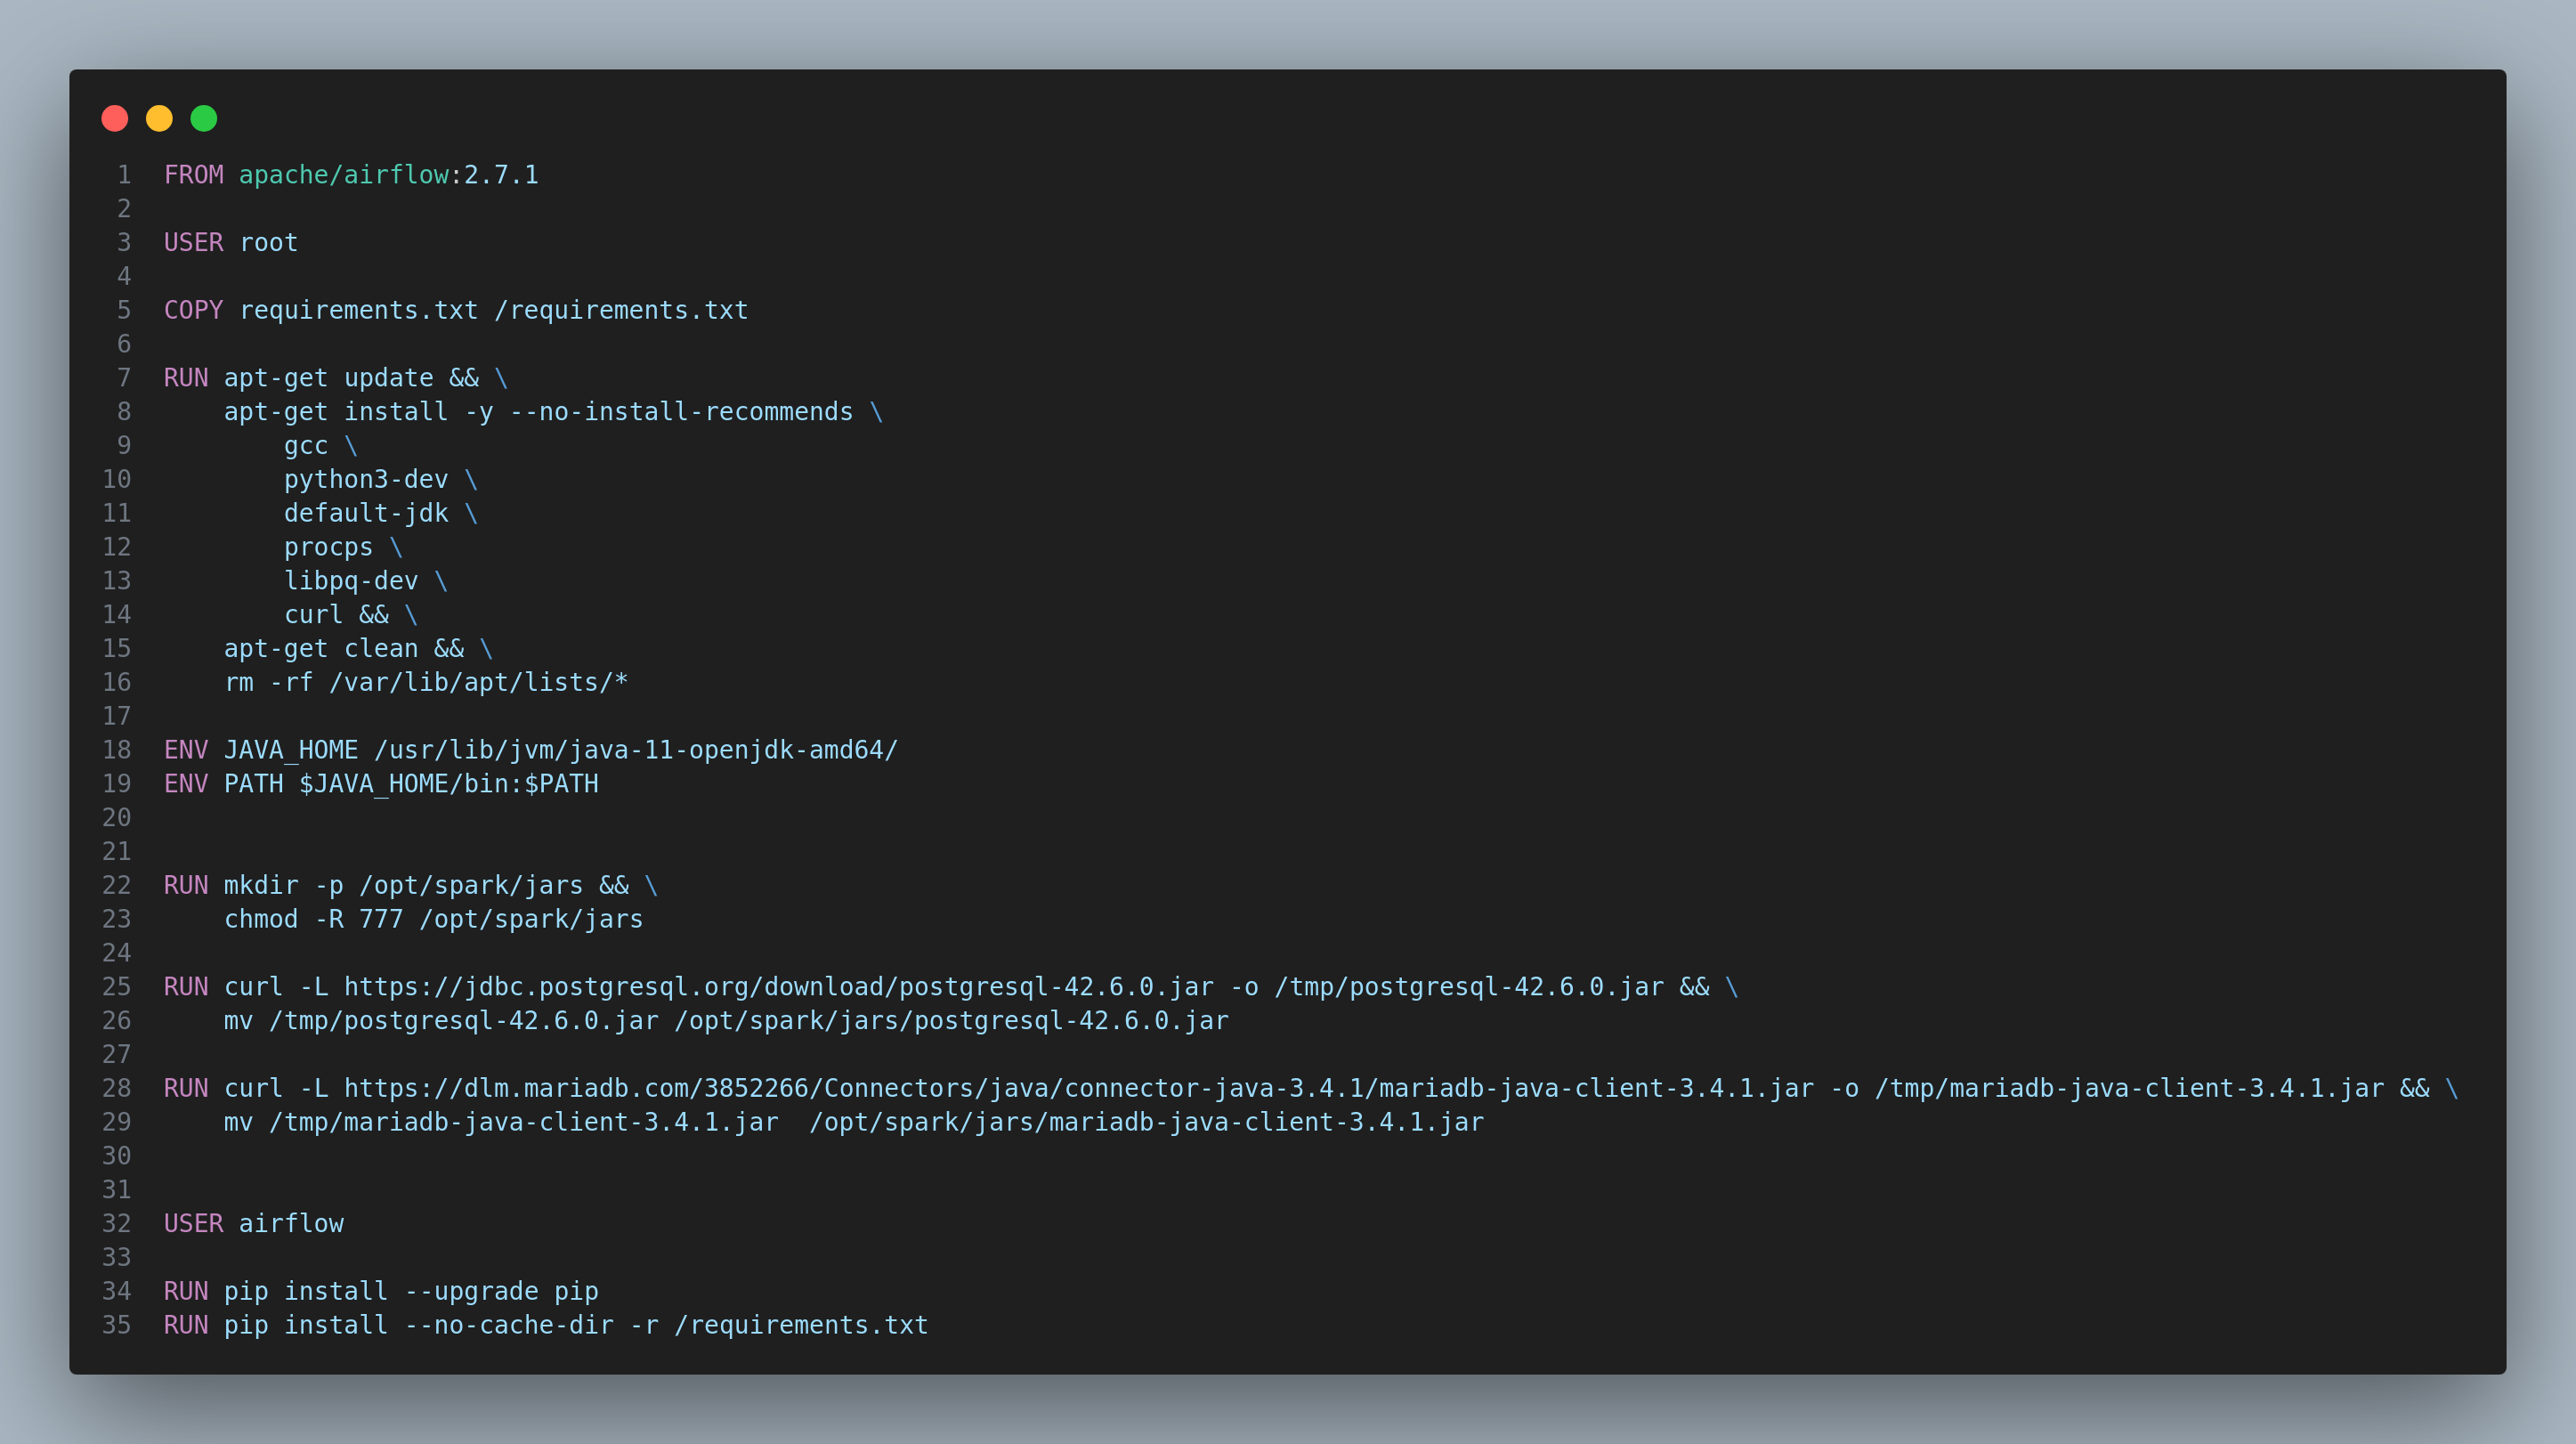 1 FROM apache/airflow:2.7.1
2
3 USER root
4
5 COPY requirements.txt /requirements.txt
6
7 RUN apt-get update && \
8     apt-get install -y --no-install-recommends \
9         gcc \
10         python3-dev \
11         default-jdk \
12         procps \
13         libpq-dev \
14         curl && \
15     apt-get clean && \
16     rm -rf /var/lib/apt/lists/*
17
18 ENV JAVA_HOME /usr/lib/jvm/java-11-openjdk-amd64/
19 ENV PATH $JAVA_HOME/bin:$PATH
20
21
22 RUN mkdir -p /opt/spark/jars && \
23     chmod -R 777 /opt/spark/jars
24
25 RUN curl -L https://jdbc.postgresql.org/download/postgresql-42.6.0.jar -o /tmp/postgresql-42.6.0.jar && \
26     mv /tmp/postgresql-42.6.0.jar /opt/spark/jars/postgresql-42.6.0.jar
27
28 RUN curl -L https://dlm.mariadb.com/3852266/Connectors/java/connector-java-3.4.1/mariadb-java-client-3.4.1.jar -o /tmp/mariadb-java-client-3.4.1.jar && \
29     mv /tmp/mariadb-java-client-3.4.1.jar  /opt/spark/jars/mariadb-java-client-3.4.1.jar
30
31
32 USER airflow
33
34 RUN pip install --upgrade pip
35 RUN pip install --no-cache-dir -r /requirements.txt